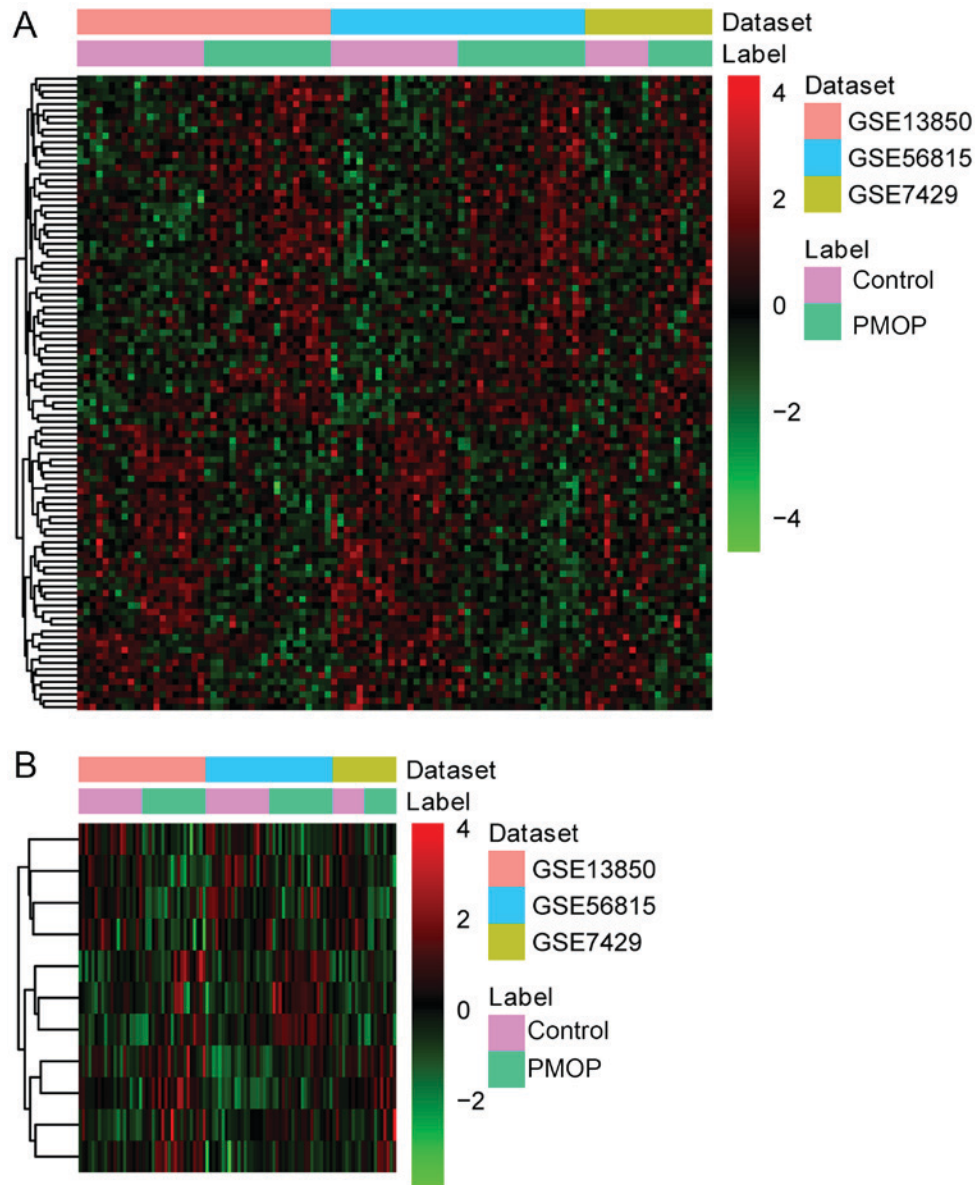 A
Dataset
Label
4
2
0
−2
−4
Dataset
GSE13850
GSE56815
GSE7429
Label
Control
PMOP
B
Dataset
Label
4
2
0
−2
Dataset
GSE13850
GSE56815
GSE7429
Label
Control
PMOP